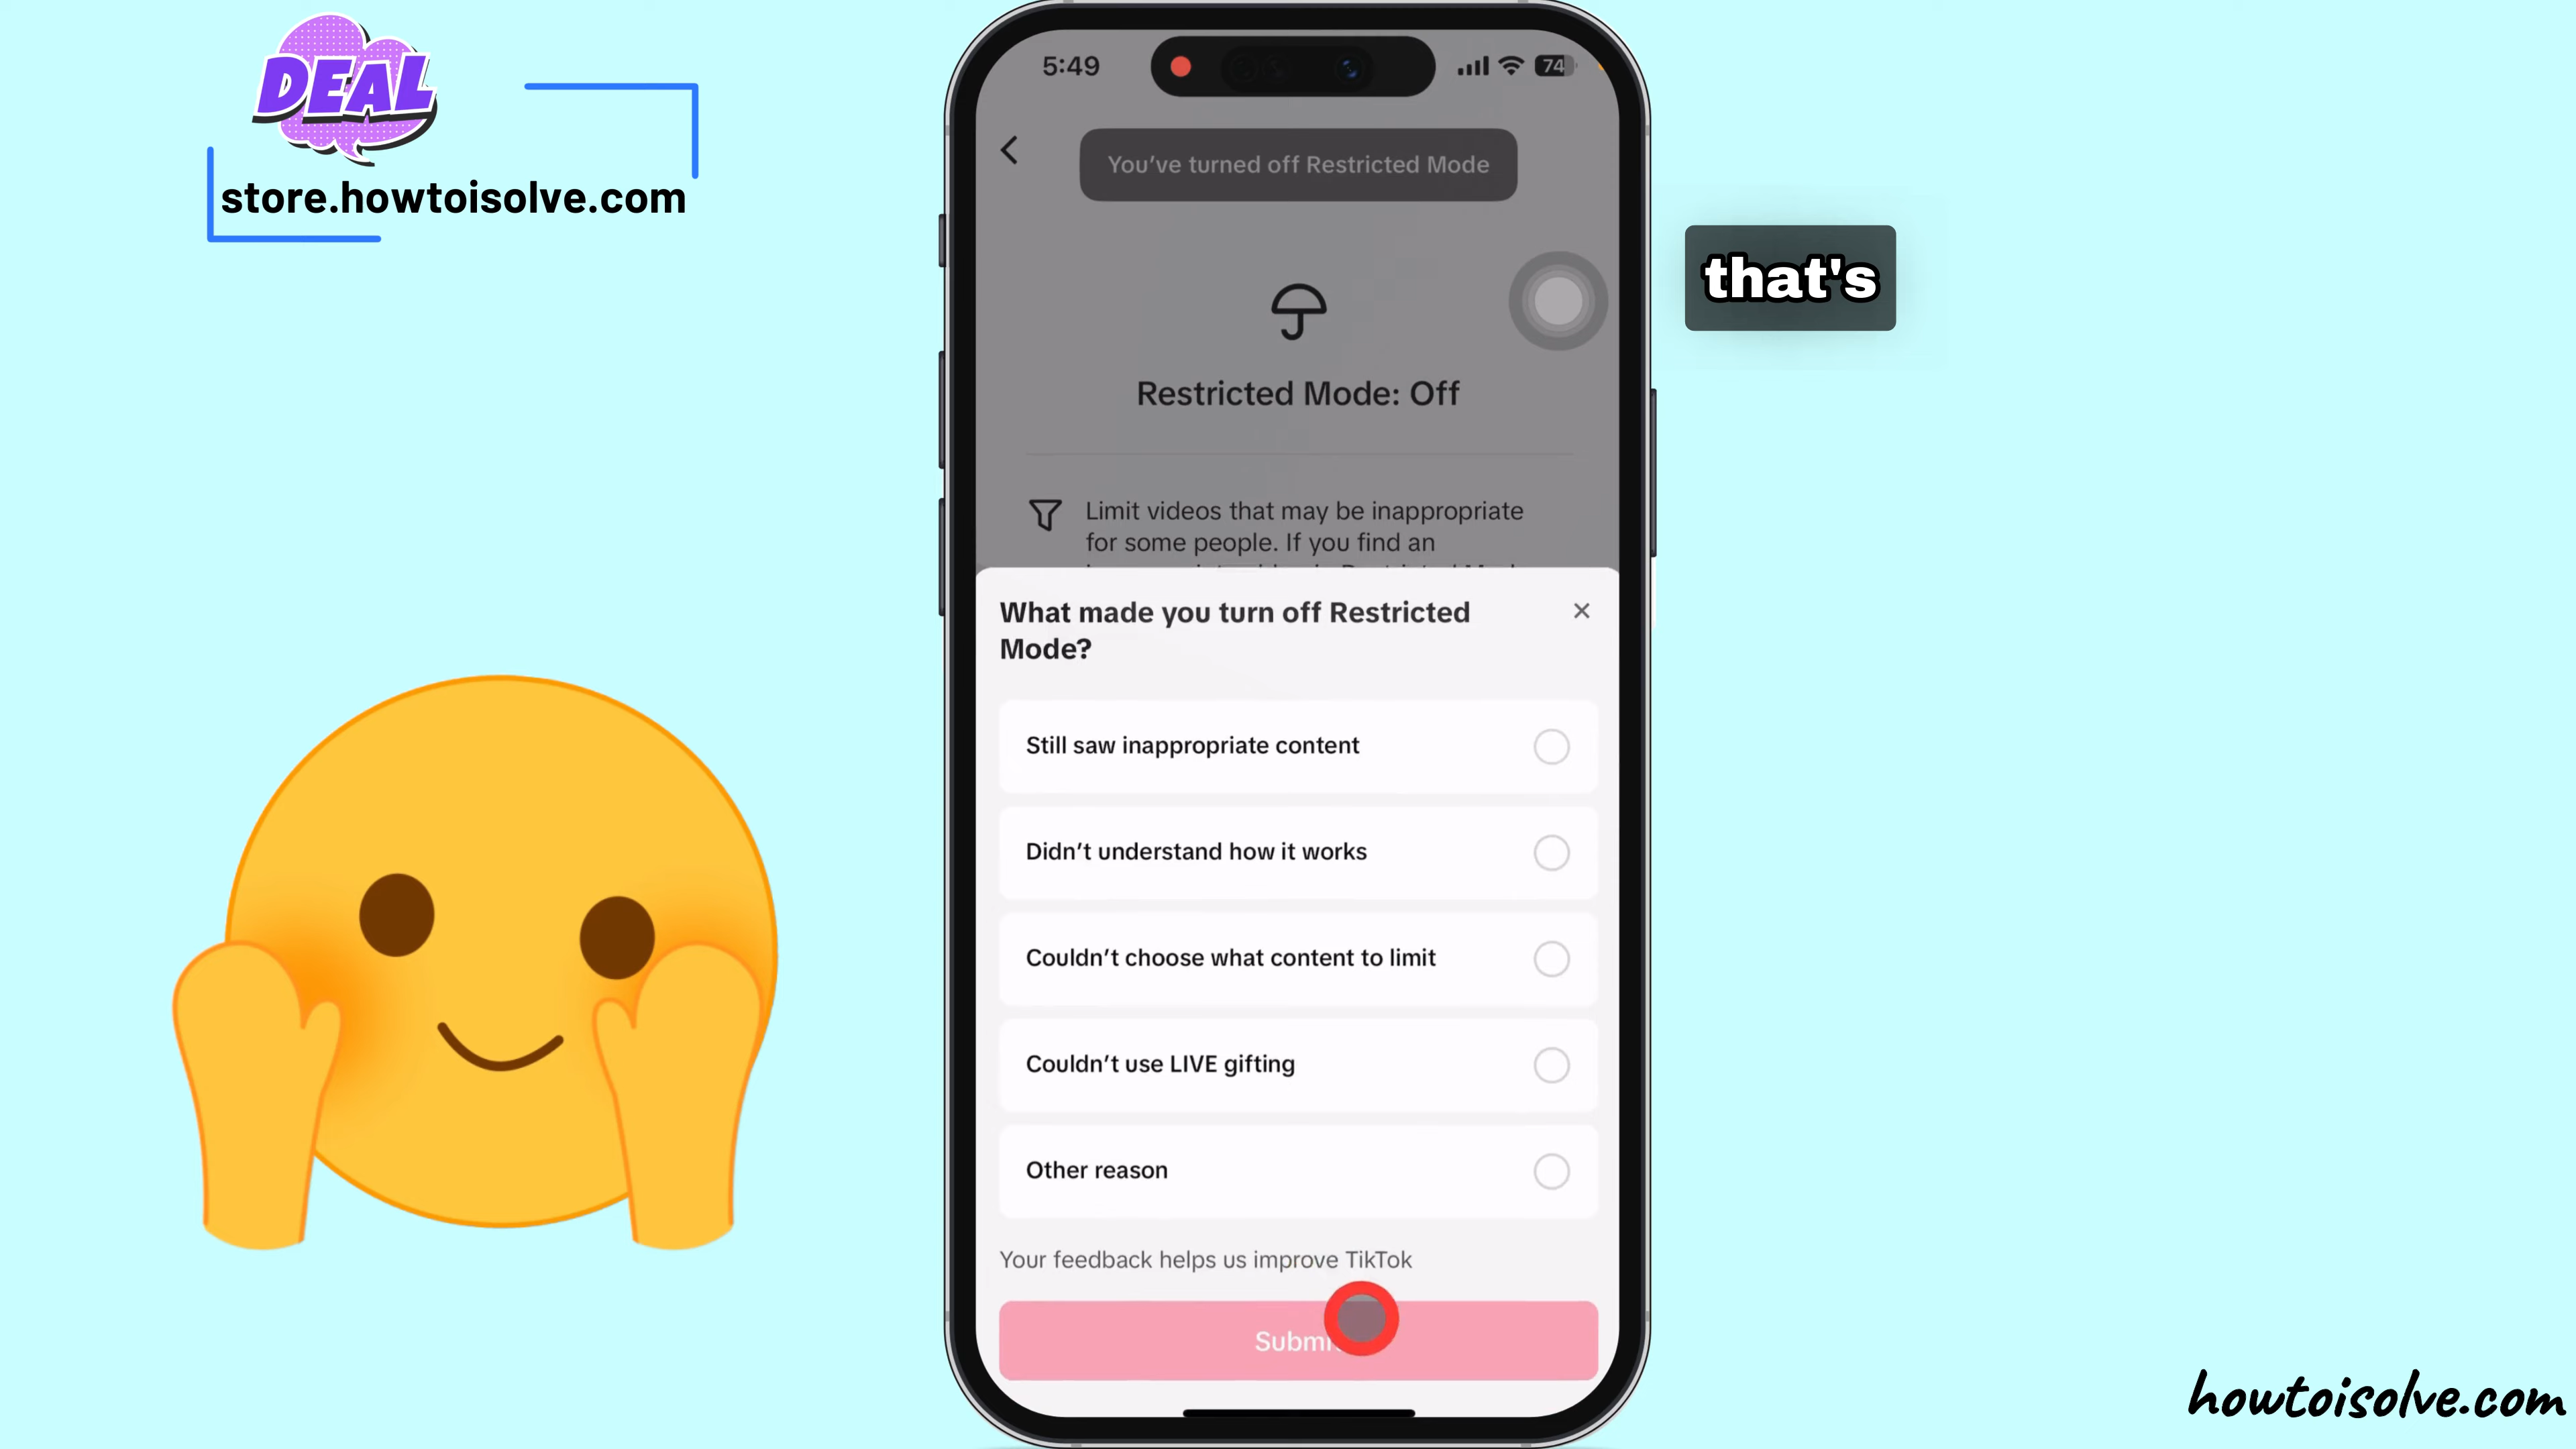 DEAL
store.howtoisolve.com
5:49
74
You've turned off Restricted Mode
that's
Restricted Mode: Off
Limit videos that may be inappropriate
for some people. If you find an
What made you turn off Restricted
Mode?
Still saw inappropriate content
Didn't understand how it works
Couldn't choose what content to limit
Couldn't use LIVE gifting
Other reason
Your feedback helps us improve TikTok
Submit
howtoisolve.com